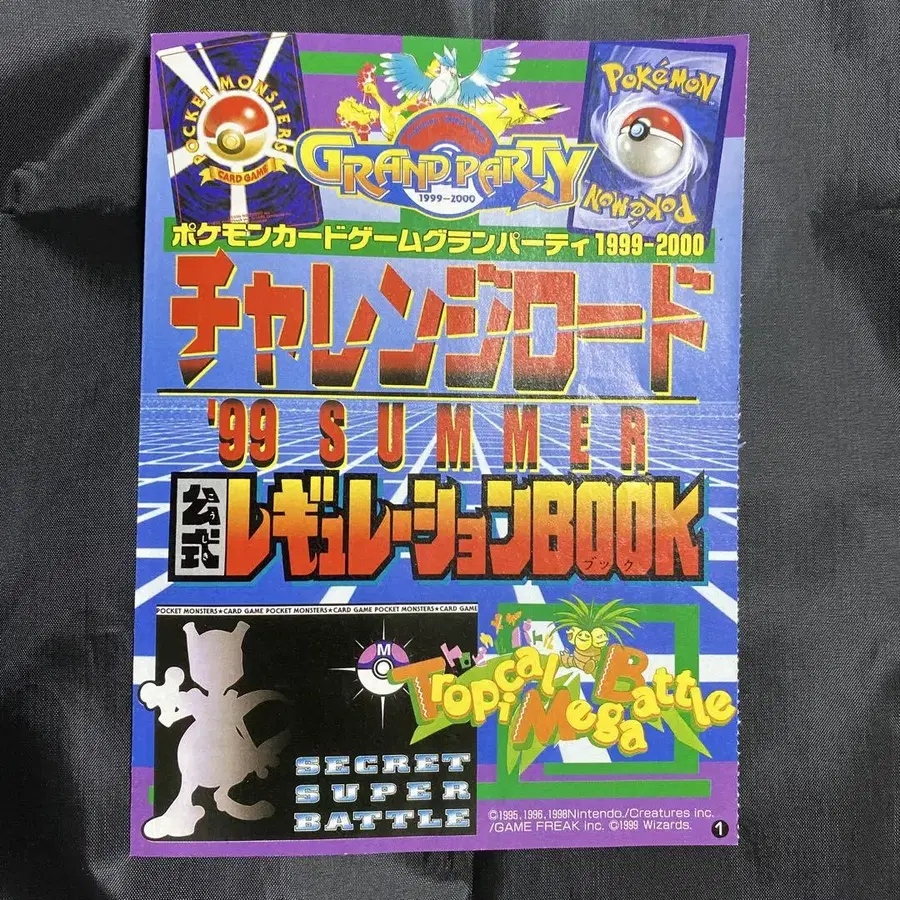 POCKET MONSTERS
CARD GAME
Pokémon
Pokémon
GRAND PARTY
1999-2000
ポケモンカードゲームグランパーティ1999-2000
チャレンジロード
'99 SUMMER
公式レギュレーションBOOK
ブック
POCKET MONSTERS★CARD GAME POCKET MONSTERS★CARD GAME POCKET MONSTERS★CARD GAME
M
SECRET
SUPER
BATTLE
Tropical
Mega Battle
©1995, 1996, 1998Nintendo./Creatures inc.
/GAME FREAK inc. ©1999 Wizards.
1